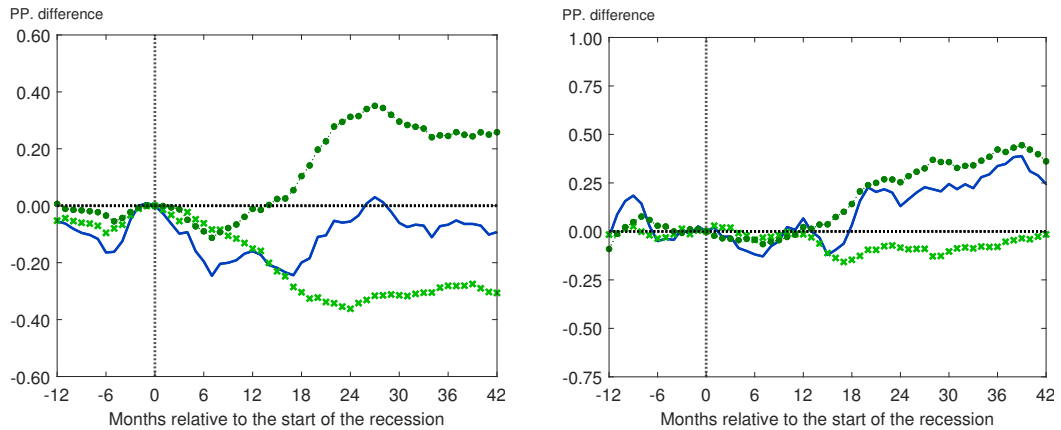 PP. difference
0.60
0.40
0.20
0.00
-0.20
-0.40
-0.60
-12 -6 0 6 12 18 24 30 36 42
Months relative to the start of the recession
PP. difference
1.00
0.75
0.50
0.25
0.00
-0.25
-0.50
-0.75
-12 -6 0 6 12 18 24 30 36 42
Months relative to the start of the recession